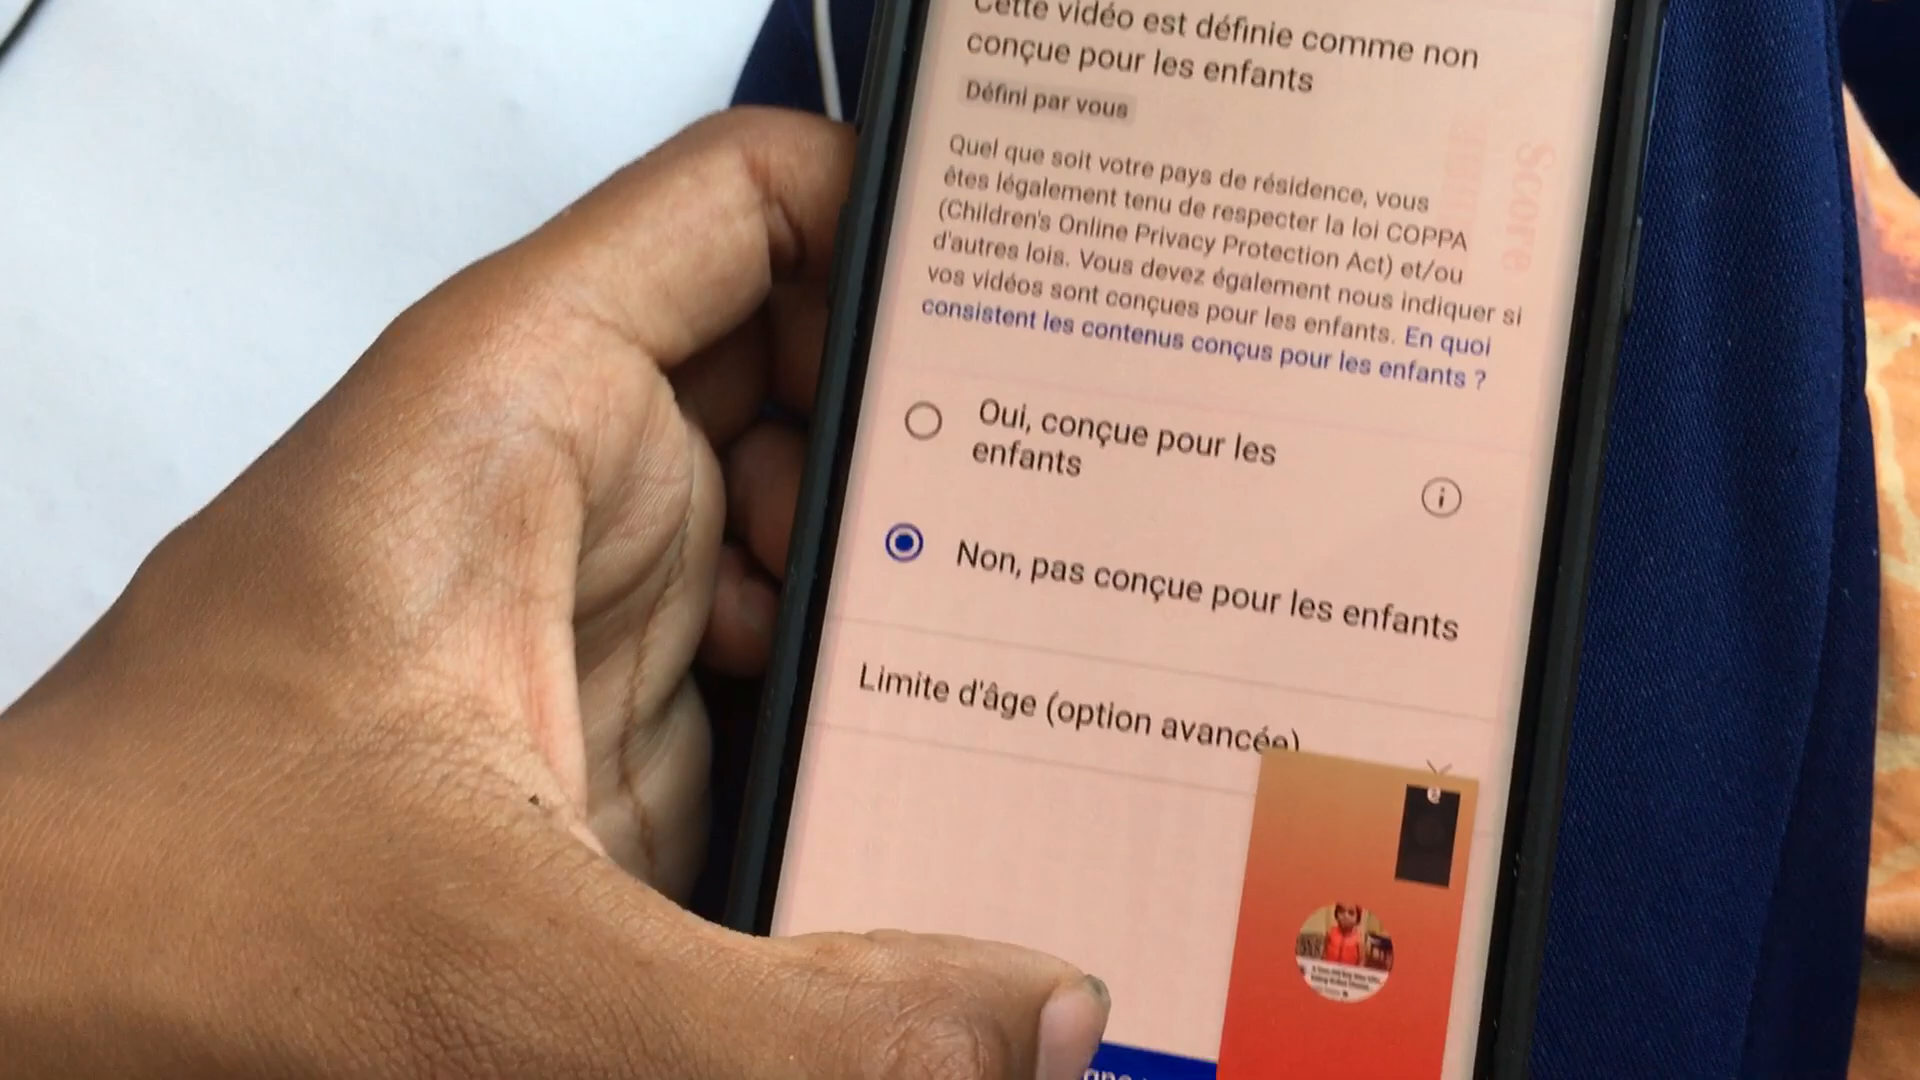 Cette vidéo est définie comme non
conçue pour les enfants
Défini par vous
Quel que soit votre pays de résidence, vous
êtes légalement tenu de respecter la loi COPPA
(Children's Online Privacy Protection Act) et/ou
d'autres lois. Vous devez également nous indiquer si
vos vidéos sont conçues pour les enfants. En quoi
consistent les contenus conçus pour les enfants ?
Oui, conçue pour les
enfants
Non, pas conçue pour les enfants
Limite d'âge (option avancée)
Score